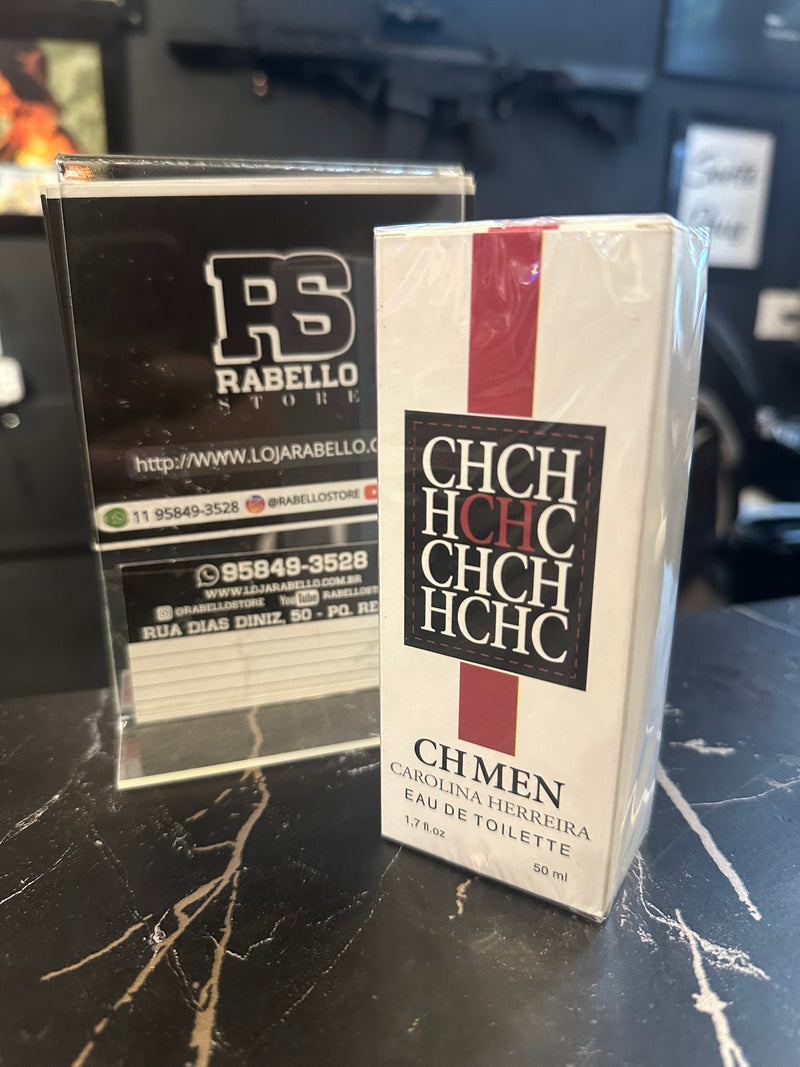 RS
RABELLO
STORE
http://WWW.LOJARABELLO.C
11 95849-3528 @RABELLOSTORE
95849-3528
WWW.LOJARABELLO.COM.BR
@RABELLOSTORE YouTube RABELLOST
RUA DIAS DINIZ, 50 - PQ. RE
CHCH
HCHC
CHCH
HCHC
CH MEN
CAROLINA HERREIRA
EAU DE TOILETTE
1,7 fl.oz
50 ml